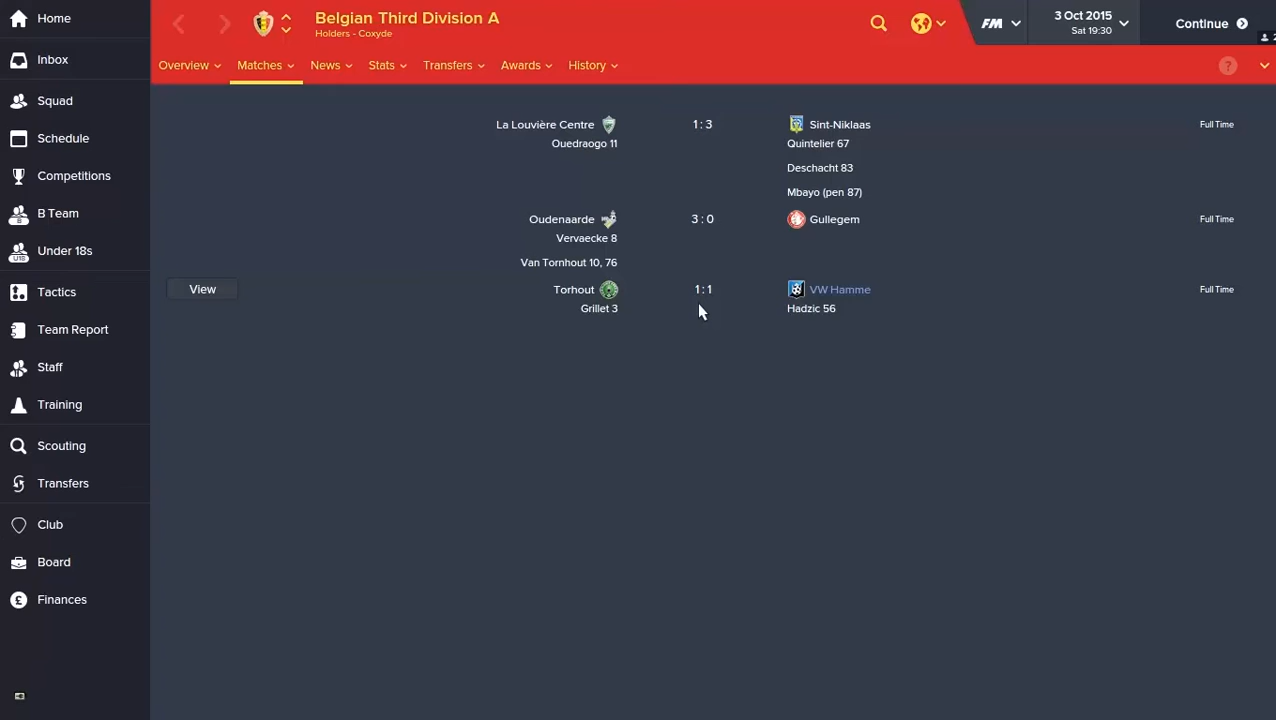 Home
Inbox
Squad
Schedule
Competitions
B Team
Under 18s
Tactics
Team Report
Staff
Training
Scouting
Transfers
Club
Board
Finances
Belgian Third Division A
Holders - Coxyde
FM
3 Oct 2015
Sat 19:30
Continue
Overview Matches News Stats Transfers Awards History
?
La Louvière Centre 1 : 3 Sint-Niklaas Full Time
Ouedraogo 11 Quintelier 67
Deschacht 83
Mbayo (pen 87)
Oudenaarde 3 : 0 Gullegem Full Time
Vervaecke 8
Van Tornhout 10, 76
View Torhout 1 : 1 VW Hamme Full Time
Grillet 3 Hadzic 56